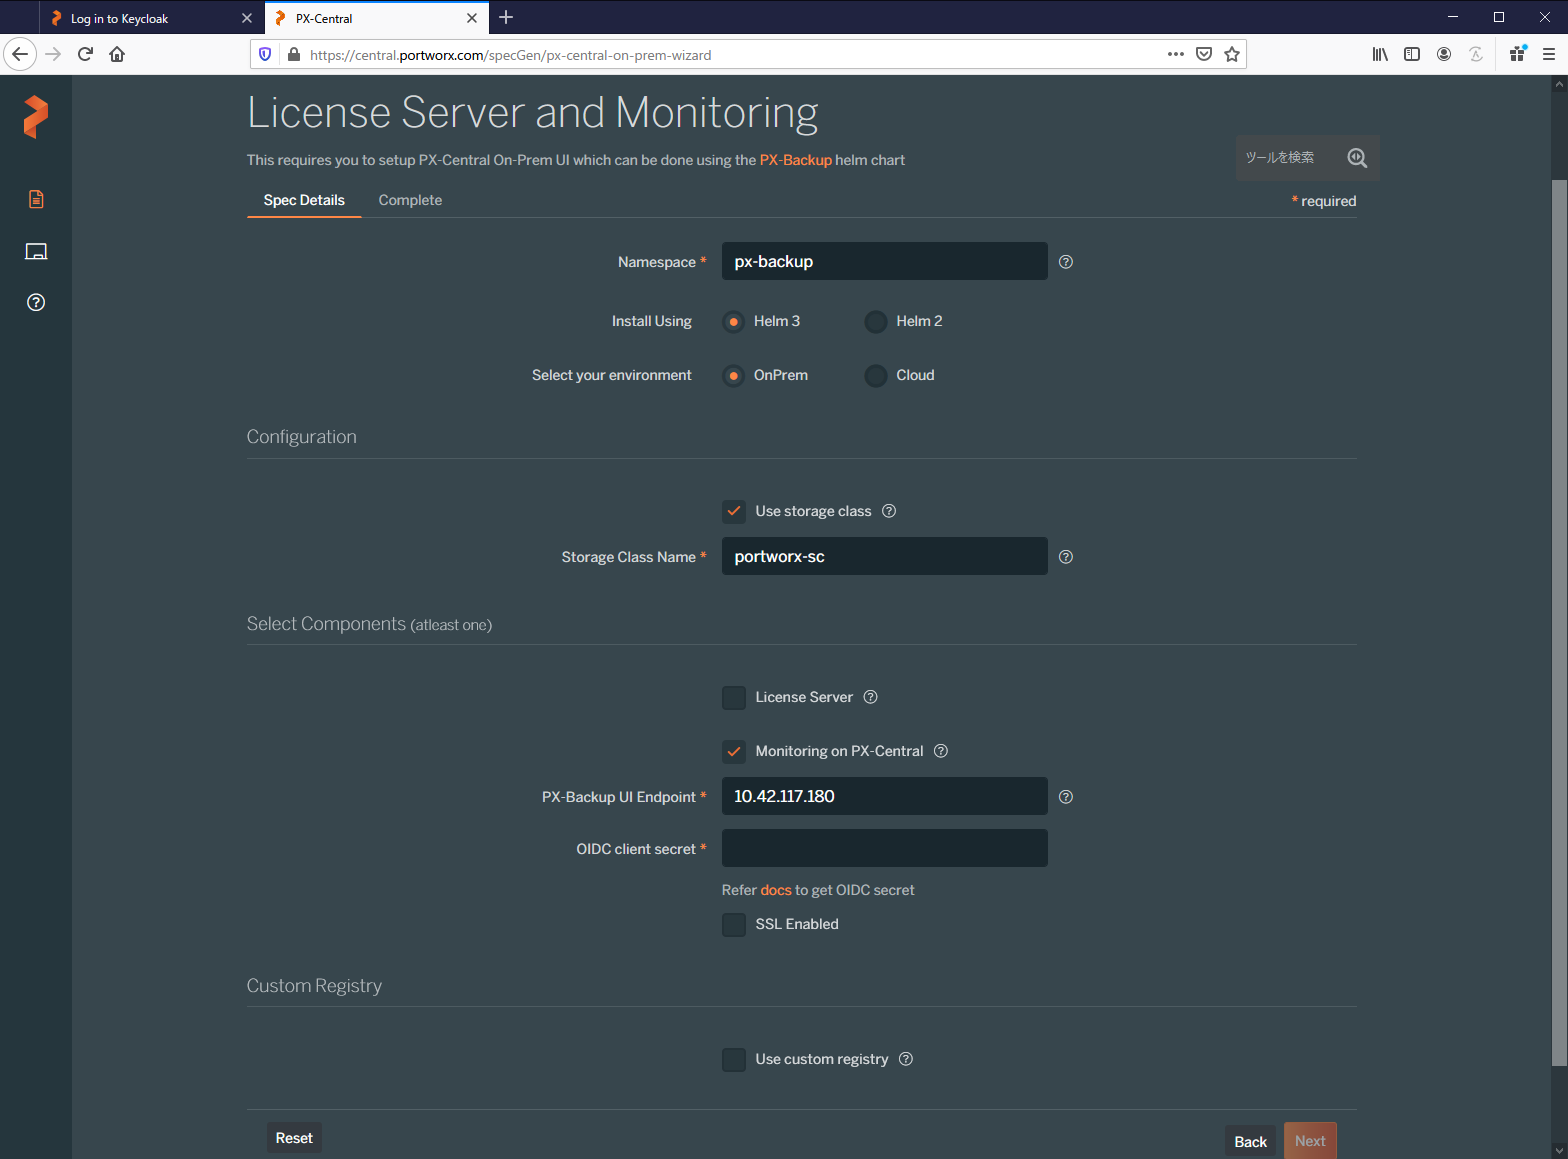 Log in to Keycloak
PX-Central
https://central.portworx.com/specGen/px-central-on-prem-wizard
License Server and Monitoring
This requires you to setup PX-Central On-Prem UI which can be done using the PX-Backup helm chart
ツールを検索
Spec Details
Complete
* required
Namespace *
px-backup
Install Using
Helm 3
Helm 2
Select your environment
OnPrem
Cloud
Configuration
Use storage class
Storage Class Name *
portworx-sc
Select Components (atleast one)
License Server
Monitoring on PX-Central
PX-Backup UI Endpoint *
10.42.117.180
OIDC client secret *
Refer docs to get OIDC secret
SSL Enabled
Custom Registry
Use custom registry
Reset
Back
Next